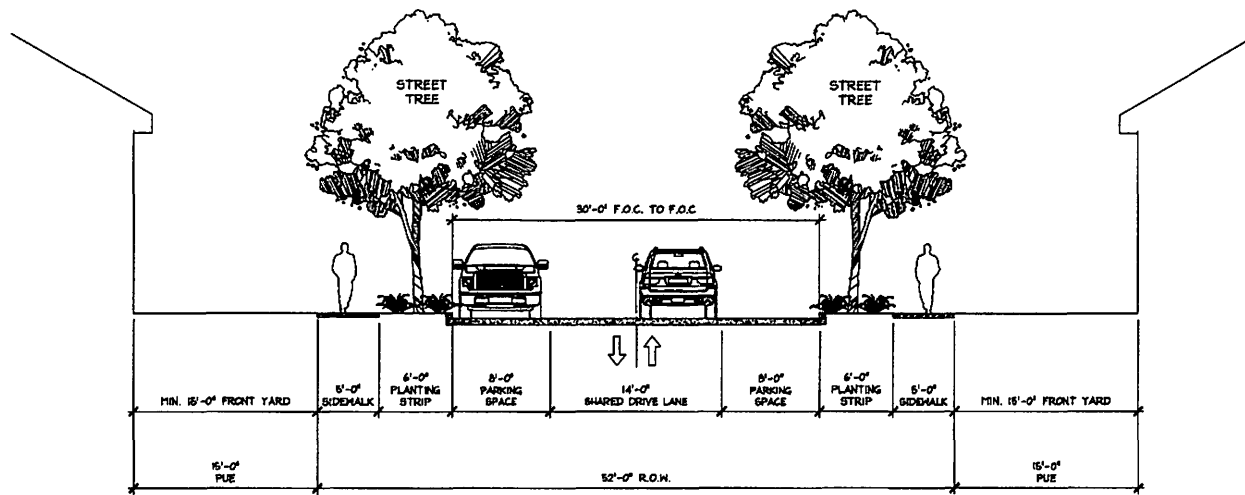 STREET
TREE
STREET
TREE
30'-0" F.O.C. TO F.O.C
MIN. 15'-0" FRONT YARD
5'-0"
SIDEWALK
6'-0"
PLANTING
STRIP
8'-0"
PARKING
SPACE
14'-0"
SHARED DRIVE LANE
8'-0"
PARKING
SPACE
6'-0"
PLANTING
STRIP
5'-0"
SIDEWALK
MIN. 15'-0" FRONT YARD
15'-0"
PUE
52'-0" R.O.W.
15'-0"
PUE